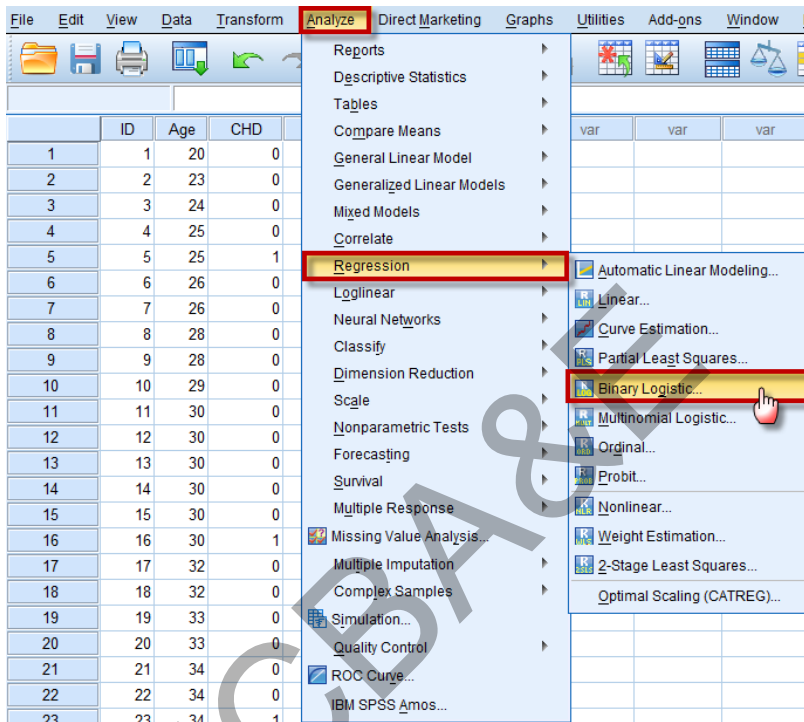 File Edit View Data Transform Analyze Direct Marketing Graphs Utilities Add-ons Window
ID Age CHD var var var
1 1 20 0
2 2 23 0
3 3 24 0
4 4 25 0
5 5 25 1
6 6 26 0
7 7 26 0
8 8 28 0
9 9 28 0
10 10 29 0
11 11 30 0
12 12 30 0
13 13 30 0
14 14 30 0
15 15 30 0
16 16 30 1
17 17 32 0
18 18 32 0
19 19 33 0
20 20 33 0
21 21 34 0
22 22 34 0
23 23 34 1
Reports
Descriptive Statistics
Tables
Compare Means
General Linear Model
Generalized Linear Models
Mixed Models
Correlate
Regression
Loglinear
Neural Networks
Classify
Dimension Reduction
Scale
Nonparametric Tests
Forecasting
Survival
Multiple Response
Missing Value Analysis...
Multiple Imputation
Complex Samples
Simulation...
Quality Control
ROC Curve...
IBM SPSS Amos...
Automatic Linear Modeling...
Linear...
Curve Estimation...
Partial Least Squares...
Binary Logistic...
Multinomial Logistic...
Ordinal...
Probit...
Nonlinear...
Weight Estimation...
2-Stage Least Squares...
Optimal Scaling (CATREG)...
CBA&E